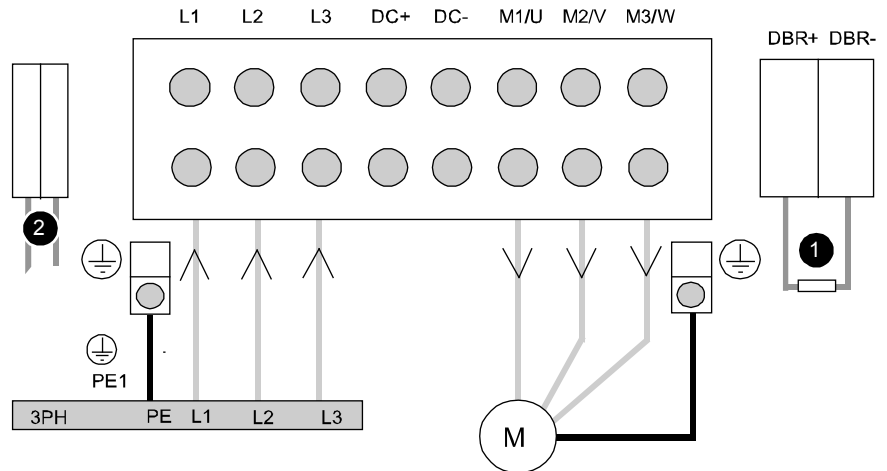 L1 L2 L3 DC+ DC- M1/U M2/V M3/W
DBR+ DBR-
2
1
PE1
3PH PE L1 L2 L3
M